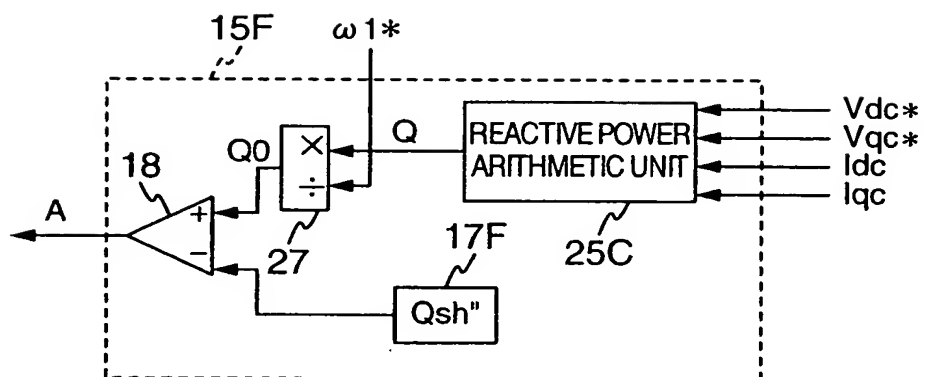 15F
ω1*
Vdc*
Vqc*
Idc
Iqc
REACTIVE POWER
ARITHMETIC UNIT
25C
Q
×
÷
27
Q0
18
+
−
A
17F
Qsh"